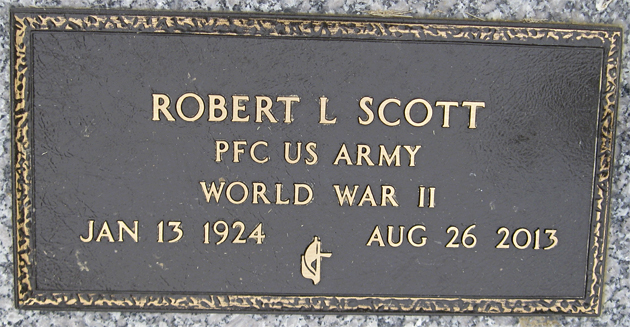 ROBERT L SCOTT
PFC US ARMY
WORLD WAR II
JAN 13 1924 AUG 26 2013